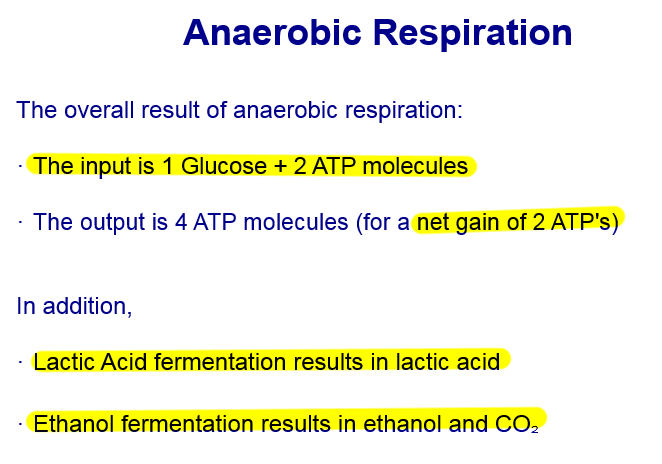 Anaerobic Respiration
The overall result of anaerobic respiration:
· The input is 1 Glucose + 2 ATP molecules
· The output is 4 ATP molecules (for a net gain of 2 ATP's)
In addition,
· Lactic Acid fermentation results in lactic acid
· Ethanol fermentation results in ethanol and CO₂